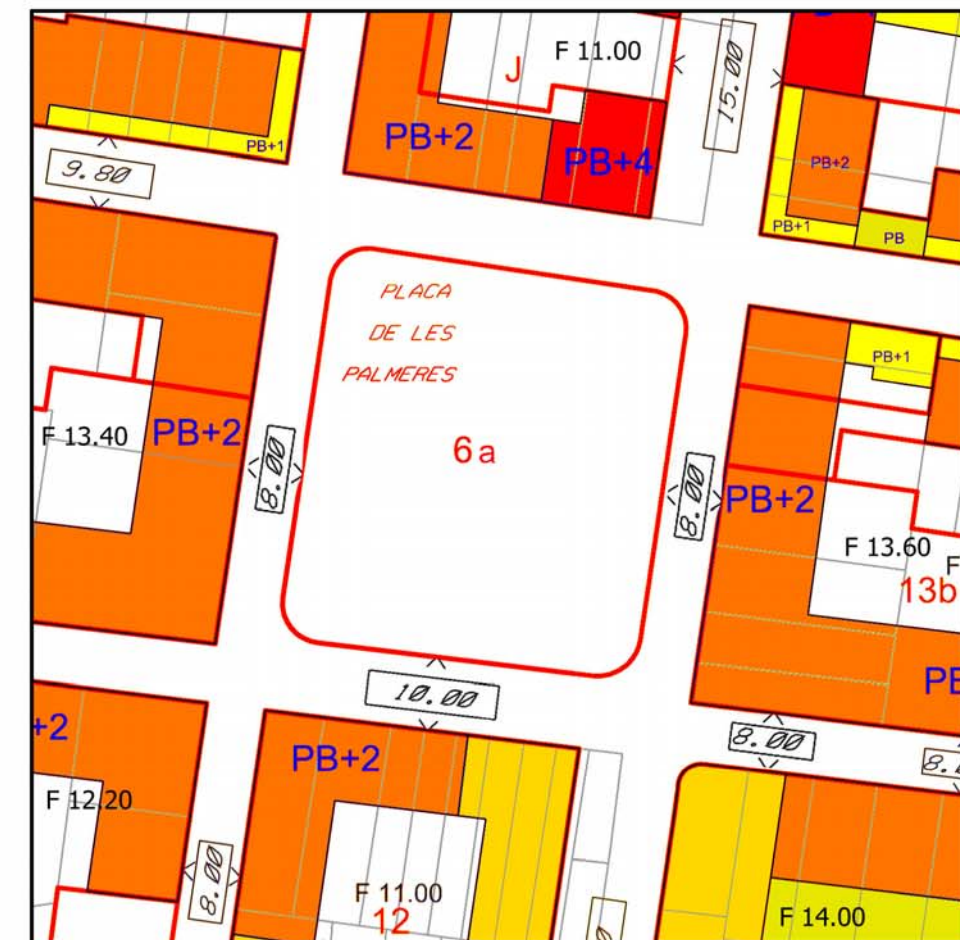 F 11.00
J
15.00
PB+2
PB+4
PB+1
9.80
PB+2
PB+1
PB
PLACA
DE LES
PALMERES
PB+1
F 13.40
PB+2
6a
8.00
8.00
PB+2
F 13.60
F
13b
PB
+2
10.00
8.00
8.
PB+2
F 12.20
8.00
F 11.00
12
F 14.00